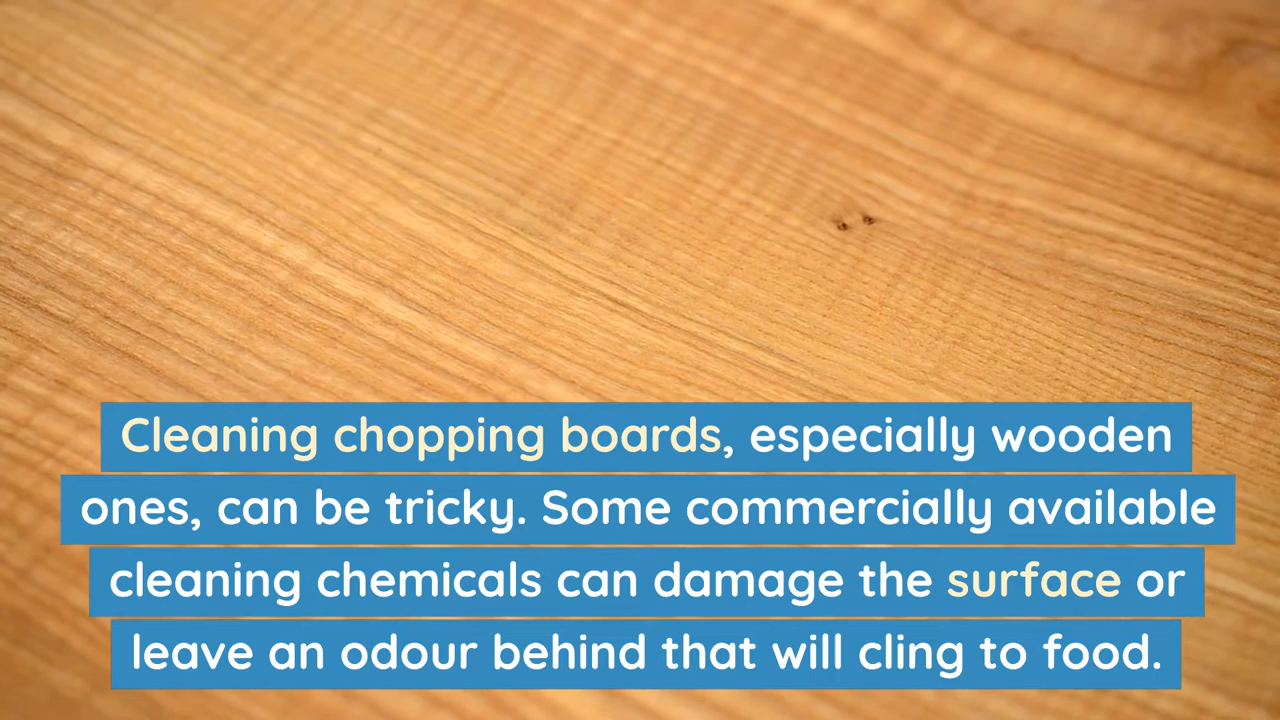 Cleaning chopping boards, especially wooden
ones, can be tricky. Some commercially available
cleaning chemicals can damage the surface or
leave an odour behind that will cling to food.